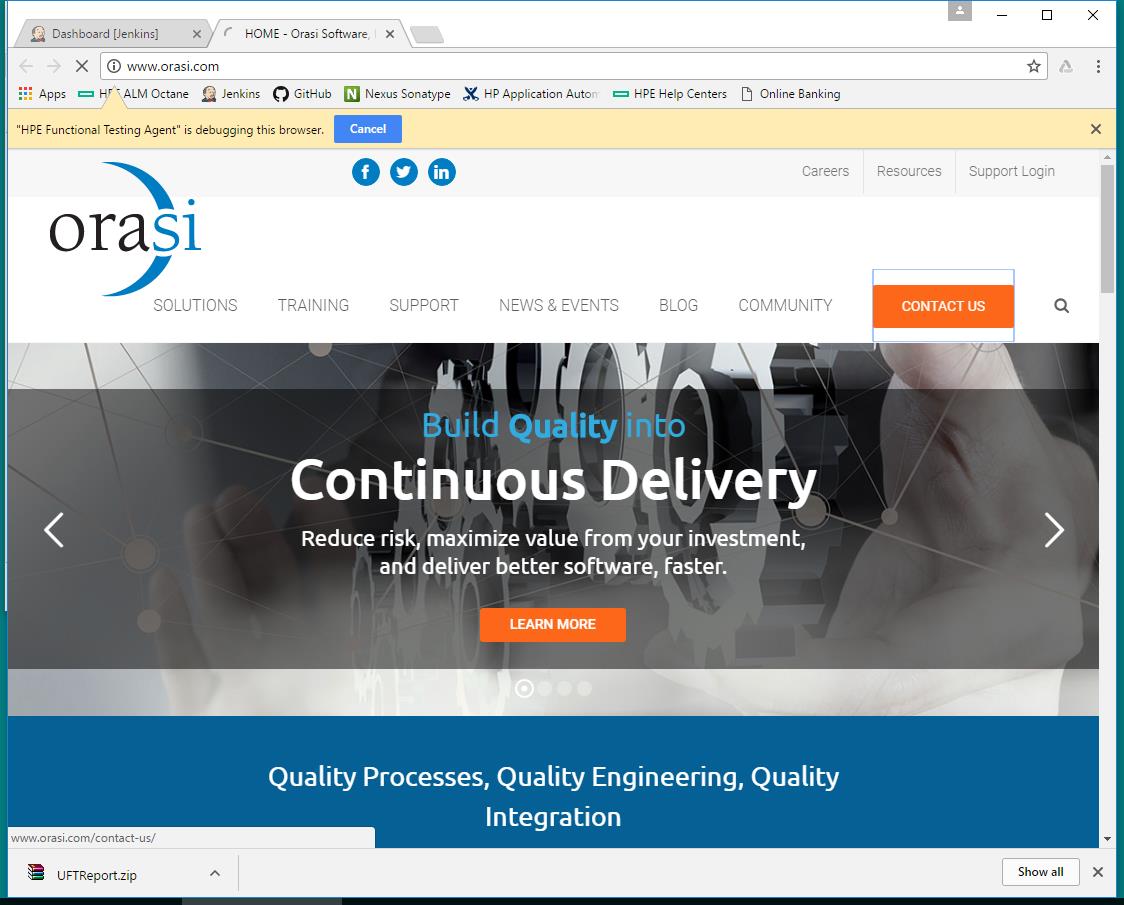 Dashboard [Jenkins]
HOME - Orasi Software,
www.orasi.com
Apps
HPE ALM Octane
Jenkins
GitHub
Nexus Sonatype
HP Application Autom
HPE Help Centers
Online Banking
"HPE Functional Testing Agent" is debugging this browser.
Cancel
Careers
Resources
Support Login
orasi
SOLUTIONS
TRAINING
SUPPORT
NEWS & EVENTS
BLOG
COMMUNITY
CONTACT US
Build Quality into
Continuous Delivery
Reduce risk, maximize value from your investment,
and deliver better software, faster.
LEARN MORE
Quality Processes, Quality Engineering, Quality
Integration
www.orasi.com/contact-us/
UFTReport.zip
Show all